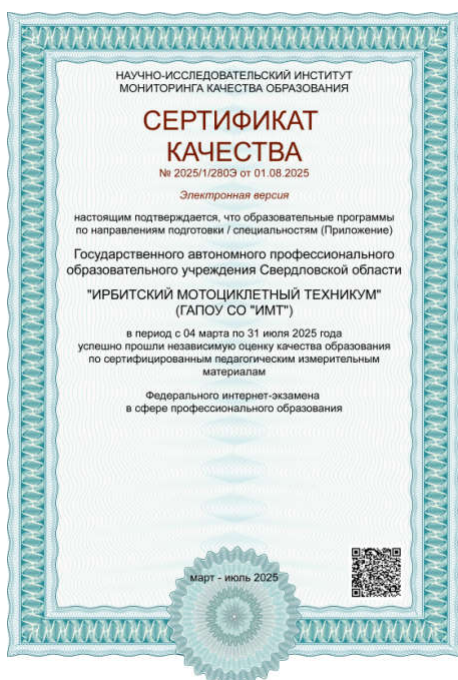 НАУЧНО-ИССЛЕДОВАТЕЛЬСКИЙ ИНСТИТУТ
МОНИТОРИНГА КАЧЕСТВА ОБРАЗОВАНИЯ
СЕРТИФИКАТ
КАЧЕСТВА
№ 2025/1/280Э от 01.08.2025
Электронная версия
настоящим подтверждается, что образовательные программы
по направлениям подготовки / специальностям (Приложение)
Государственного автономного профессионального
образовательного учреждения Свердловской области
"ИРБИТСКИЙ МОТОЦИКЛЕТНЫЙ ТЕХНИКУМ"
(ГАПОУ СО "ИМТ")
в период с 04 марта по 31 июля 2025 года
успешно прошли независимую оценку качества образования
по сертифицированным педагогическим измерительным
материалам
Федерального интернет-экзамена
в сфере профессионального образования
март - июль 2025